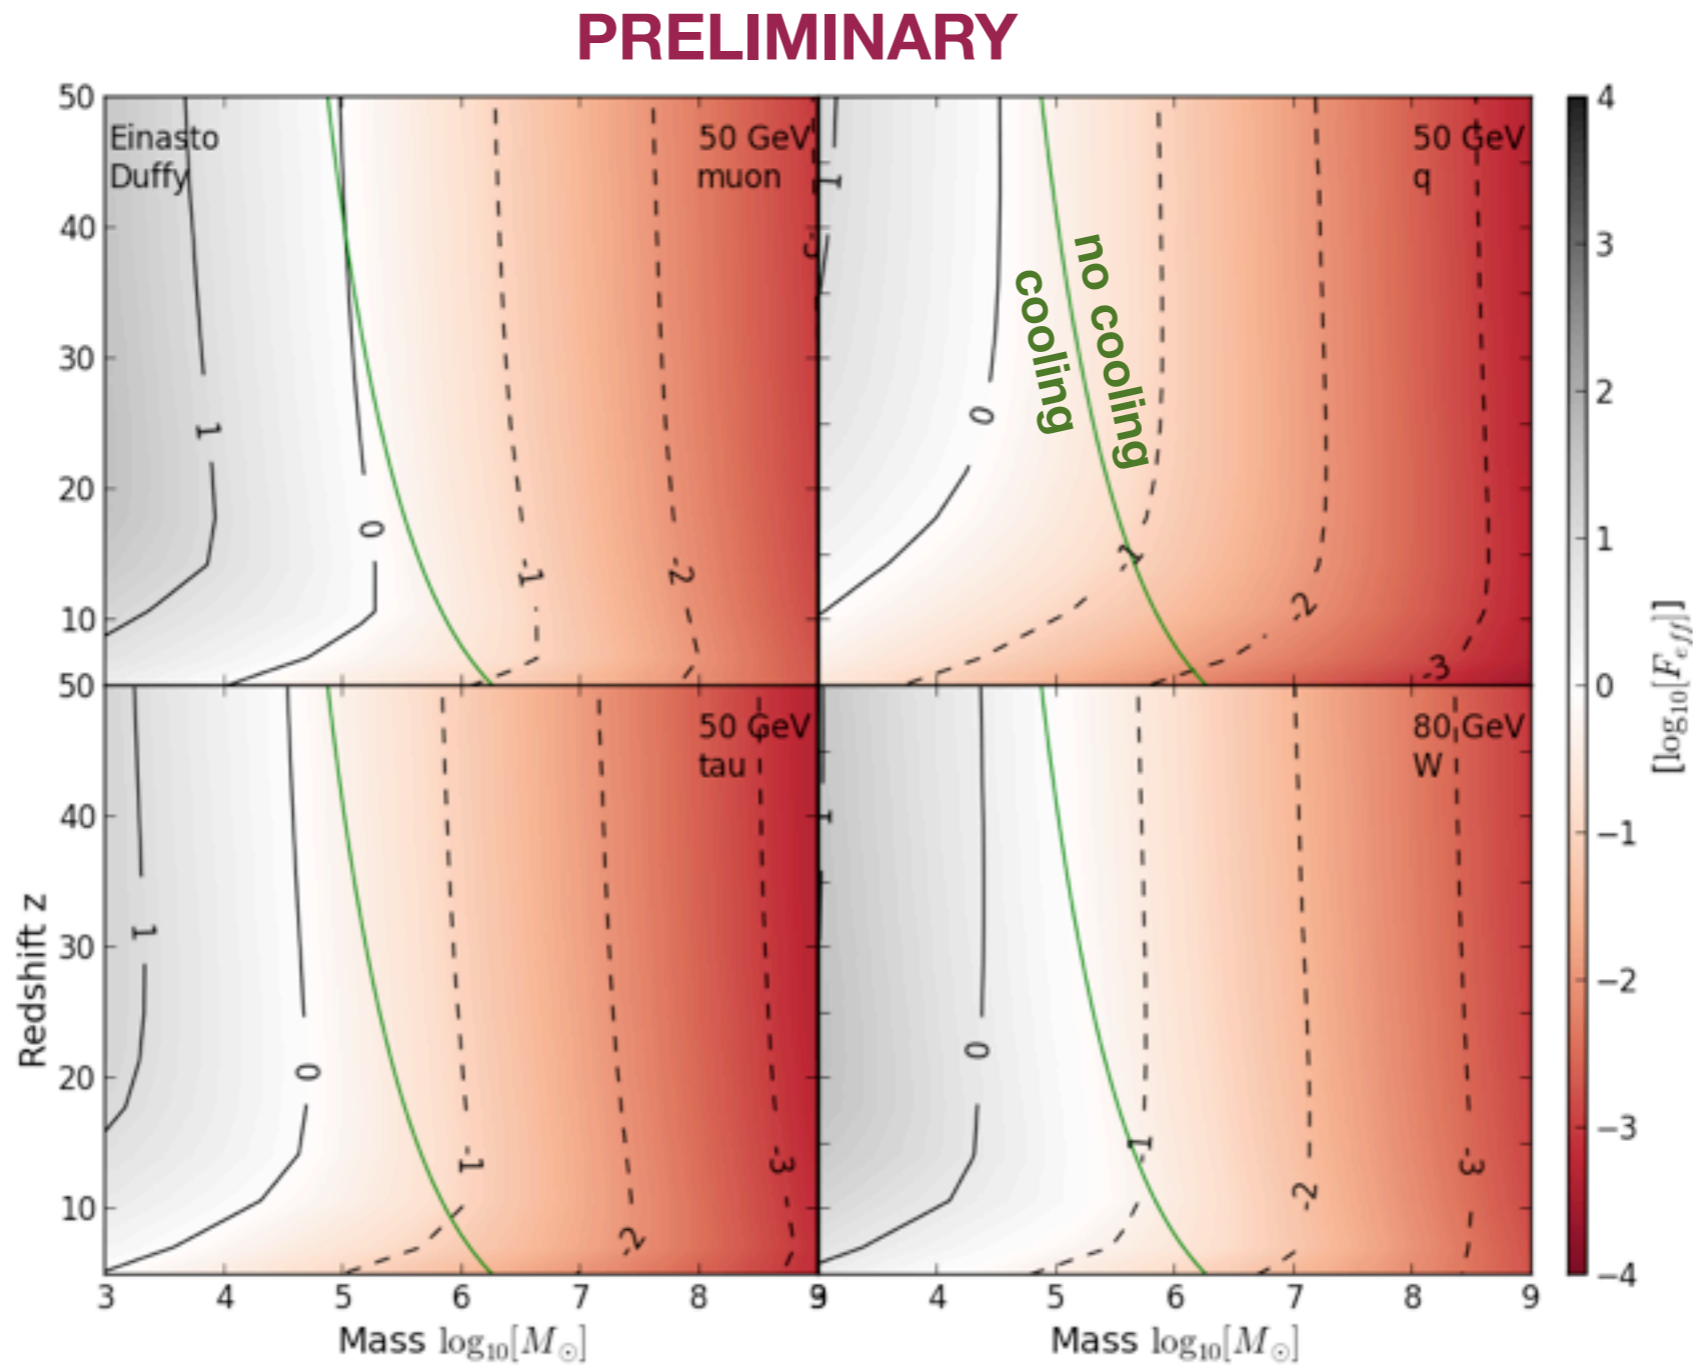 PRELIMINARY
50
40
30
20
10
Einasto
Duffy
50 GeV
muon
1
0
-1
-2
50 GeV
q
1
0
no cooling
cooling
-1
-2
-3
4
3
2
1
0
−1
−2
−3
−4
[log₁₀[F_eff]]
50
40
30
20
10
Redshift z
50 GeV
tau
1
0
-1
-2
-3
80 GeV
W
1
0
-1
-2
-3
3 4 5 6 7 8 9
4 5 6 7 8 9
Mass log₁₀[M☉]
Mass log₁₀[M☉]